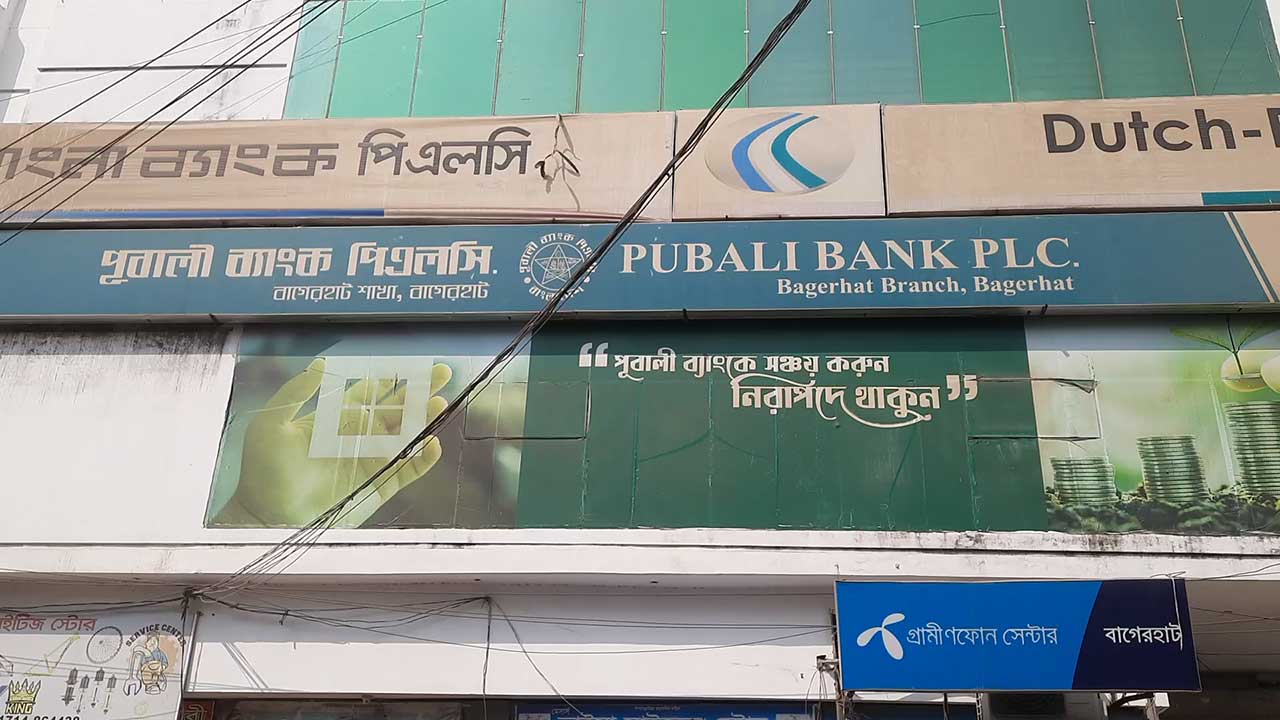 ব্যাংক পিএলসি
Dutch-
পূবালী ব্যাংক পিএলসি.
বাগেরহাট শাখা, বাগেরহাট
PUBALI BANK PLC.
Bagerhat Branch, Bagerhat
“ পূবালী ব্যাংকে সঞ্চয় করুন
নিরাপদে থাকুন ”
গ্রামীণফোন সেন্টার
বাগেরহাট
স্টোর
SERVICE CENTER
KING